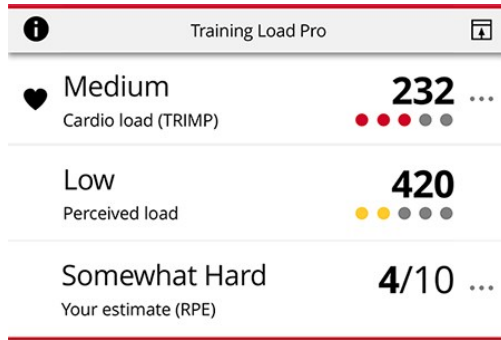 Training Load Pro
Medium 232
Cardio load (TRIMP)
Low 420
Perceived load
Somewhat Hard 4/10
Your estimate (RPE)